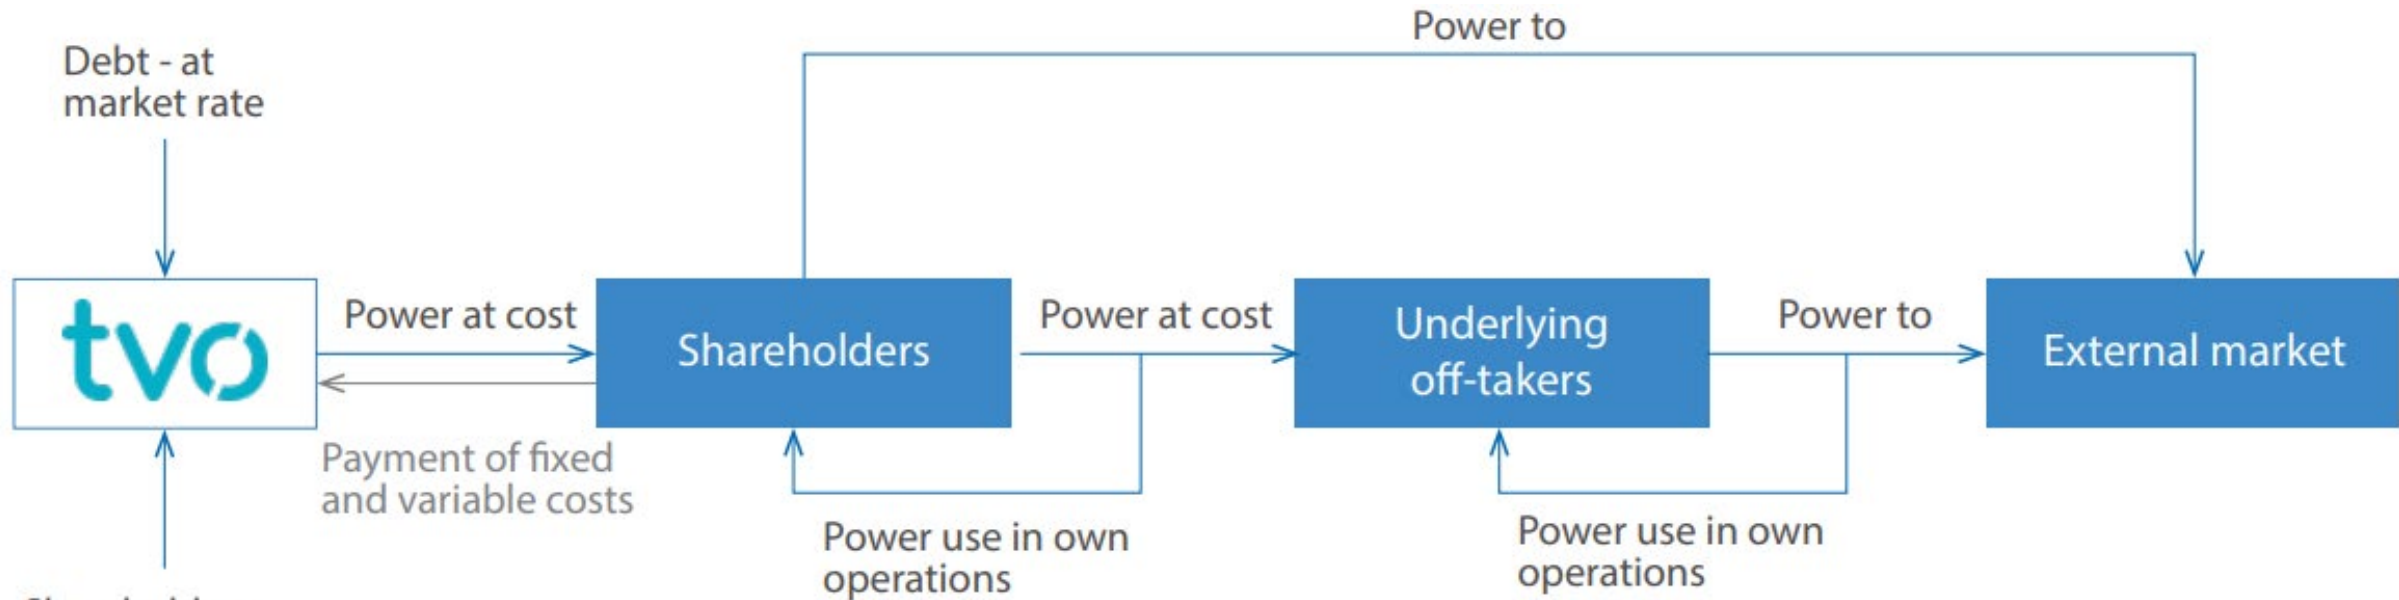 Power to
Debt - at
market rate
tvo
Power at cost
Shareholders
Power at cost
Underlying
off-takers
Power to
External market
Payment of fixed
and variable costs
Power use in own
operations
Power use in own
operations